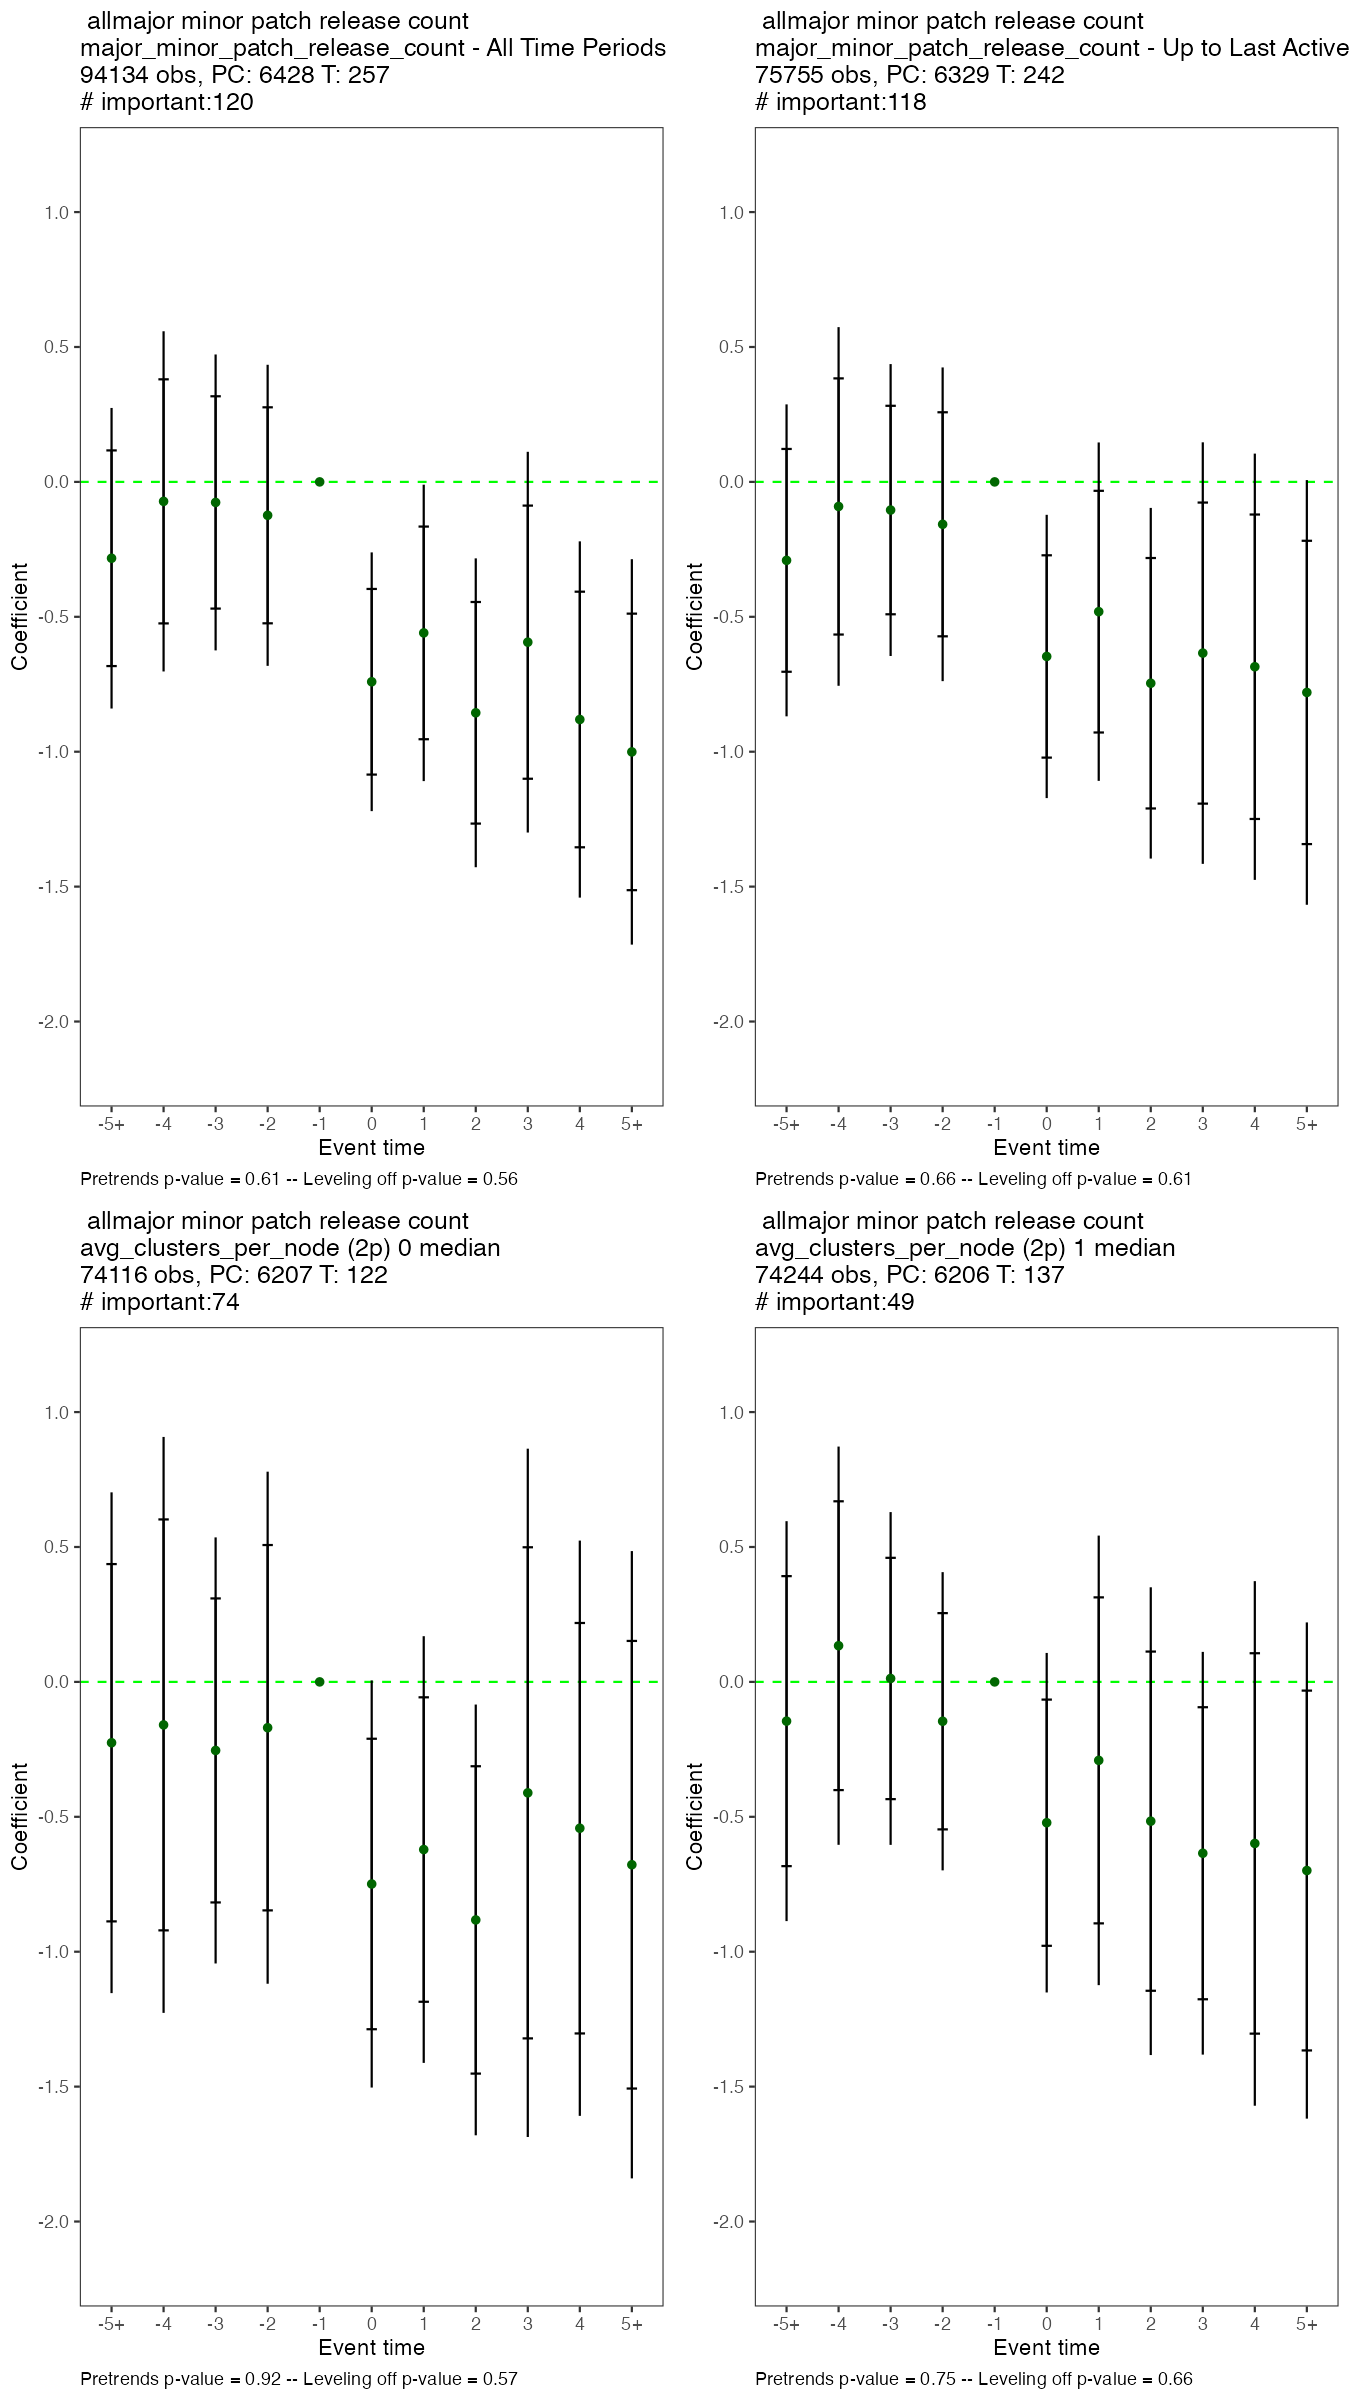 allmajor minor patch release count
major_minor_patch_release_count - All Time Periods
94134 obs, PC: 6428 T: 257
# important:120
1.0
0.5
0.0
-0.5
-1.0
-1.5
-2.0
Coefficient
-5+ -4 -3 -2 -1 0 1 2 3 4 5+
Event time
Pretrends p-value = 0.61 -- Leveling off p-value = 0.56
allmajor minor patch release count
major_minor_patch_release_count - Up to Last Active
75755 obs, PC: 6329 T: 242
# important:118
1.0
0.5
0.0
-0.5
-1.0
-1.5
-2.0
Coefficient
-5+ -4 -3 -2 -1 0 1 2 3 4 5+
Event time
Pretrends p-value = 0.66 -- Leveling off p-value = 0.61
allmajor minor patch release count
avg_clusters_per_node (2p) 0 median
74116 obs, PC: 6207 T: 122
# important:74
1.0
0.5
0.0
-0.5
-1.0
-1.5
-2.0
Coefficient
-5+ -4 -3 -2 -1 0 1 2 3 4 5+
Event time
Pretrends p-value = 0.92 -- Leveling off p-value = 0.57
allmajor minor patch release count
avg_clusters_per_node (2p) 1 median
74244 obs, PC: 6206 T: 137
# important:49
1.0
0.5
0.0
-0.5
-1.0
-1.5
-2.0
Coefficient
-5+ -4 -3 -2 -1 0 1 2 3 4 5+
Event time
Pretrends p-value = 0.75 -- Leveling off p-value = 0.66